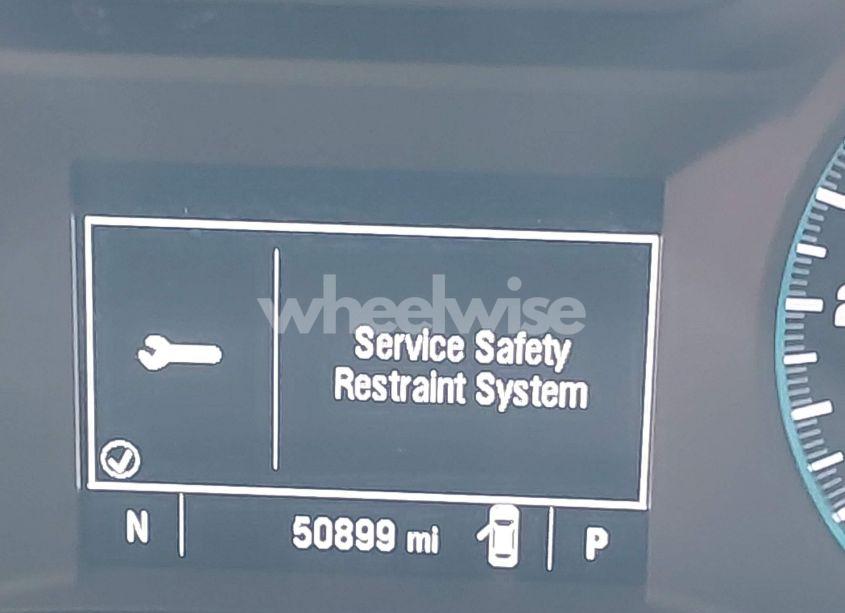 wheelwise
Service Safety
Restraint System
N
50899 mi
P